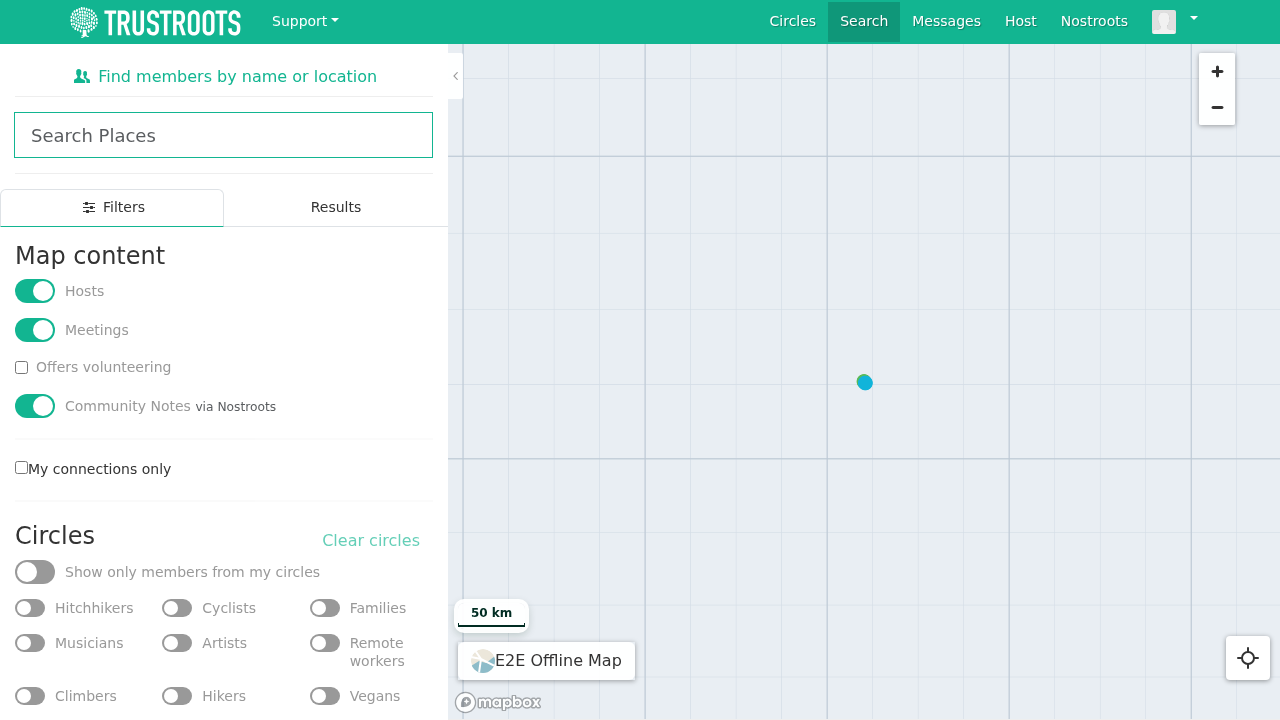 TRUSTROOTS
Support
Circles
Search
Messages
Host
Nostroots
Find members by name or location
Search Places
Filters
Results
Map content
Hosts
Meetings
Offers volunteering
Community Notes via Nostroots
My connections only
Circles
Clear circles
Show only members from my circles
Hitchhikers
Cyclists
Families
Musicians
Artists
Remote
workers
Climbers
Hikers
Vegans
50 km
E2E Offline Map
mapbox